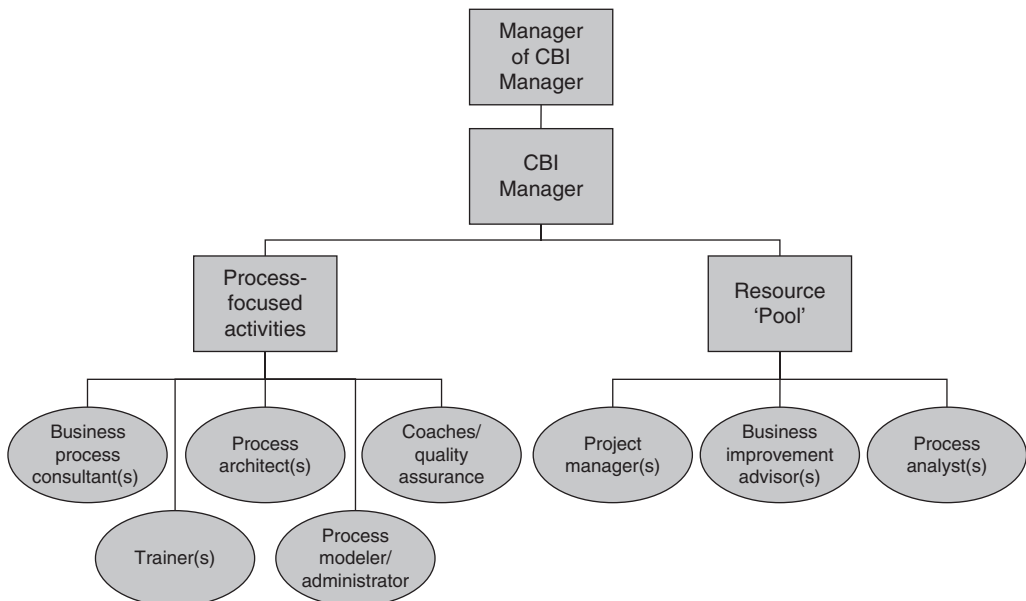 Manager
of CBI
Manager
CBI
Manager
Process-
focused
activities
Resource
‘Pool’
Business
process
consultant(s)
Process
architect(s)
Coaches/
quality
assurance
Project
manager(s)
Business
improvement
advisor(s)
Process
analyst(s)
Trainer(s)
Process
modeler/
administrator